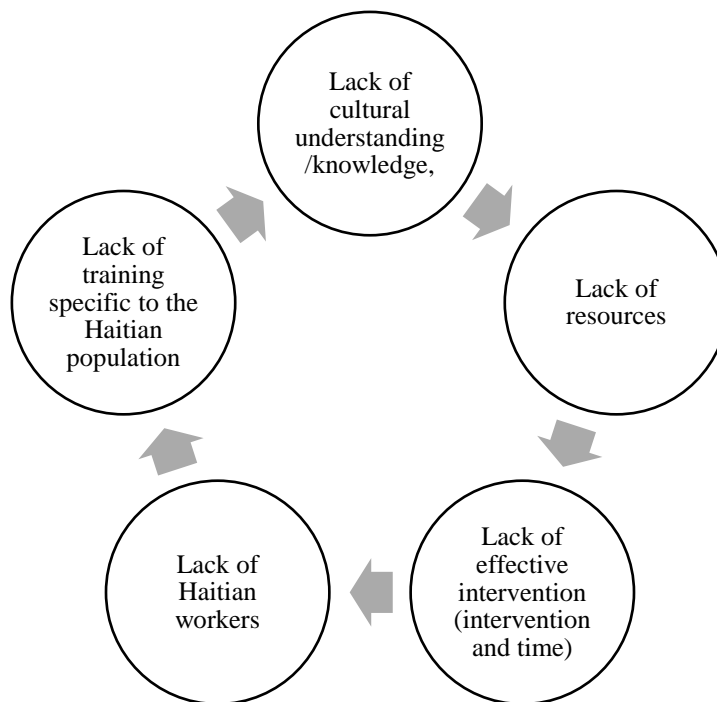 Lack of
cultural
understanding
/knowledge,
Lack of
resources
Lack of
effective
intervention
(intervention
and time)
Lack of
Haitian
workers
Lack of
training
specific to the
Haitian
population